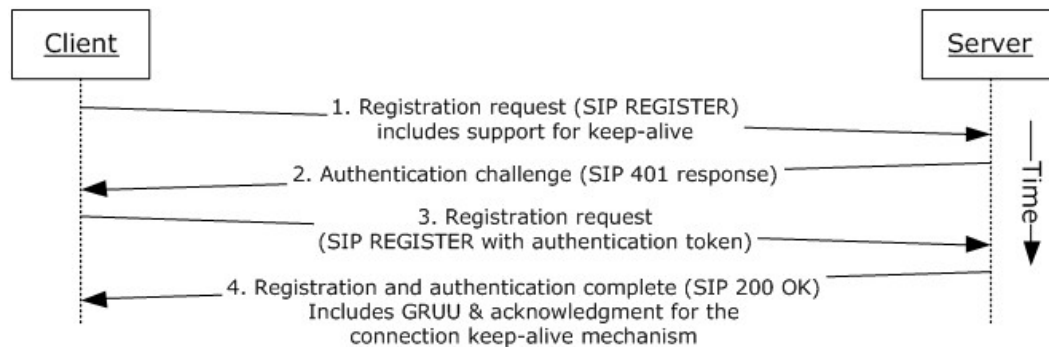 Client
Server
1. Registration request (SIP REGISTER)
includes support for keep-alive
2. Authentication challenge (SIP 401 response)
3. Registration request
(SIP REGISTER with authentication token)
4. Registration and authentication complete (SIP 200 OK)
Includes GRUU & acknowledgment for the
connection keep-alive mechanism
Time